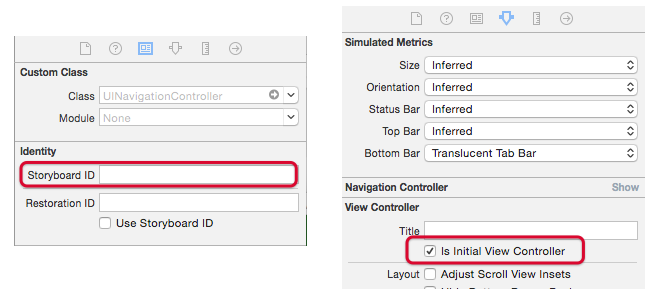 Custom Class
Class UINavigationController
Module None
Identity
Storyboard ID
Restoration ID
Use Storyboard ID
Simulated Metrics
Size Inferred
Orientation Inferred
Status Bar Inferred
Top Bar Inferred
Bottom Bar Translucent Tab Bar
Navigation Controller Show
View Controller
Title
Is Initial View Controller
Layout Adjust Scroll View Insets